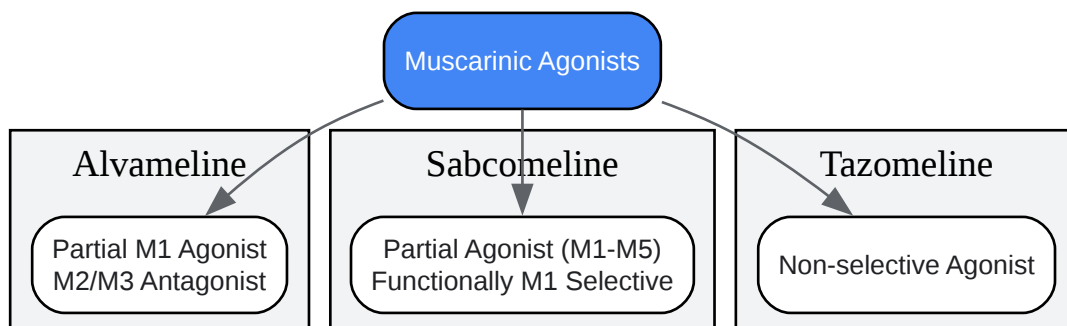 Muscarinic Agonists
Alvameline
Sabcomeline
Tazomeline
Partial M1 Agonist
M2/M3 Antagonist
Partial Agonist (M1-M5)
Functionally M1 Selective
Non-selective Agonist